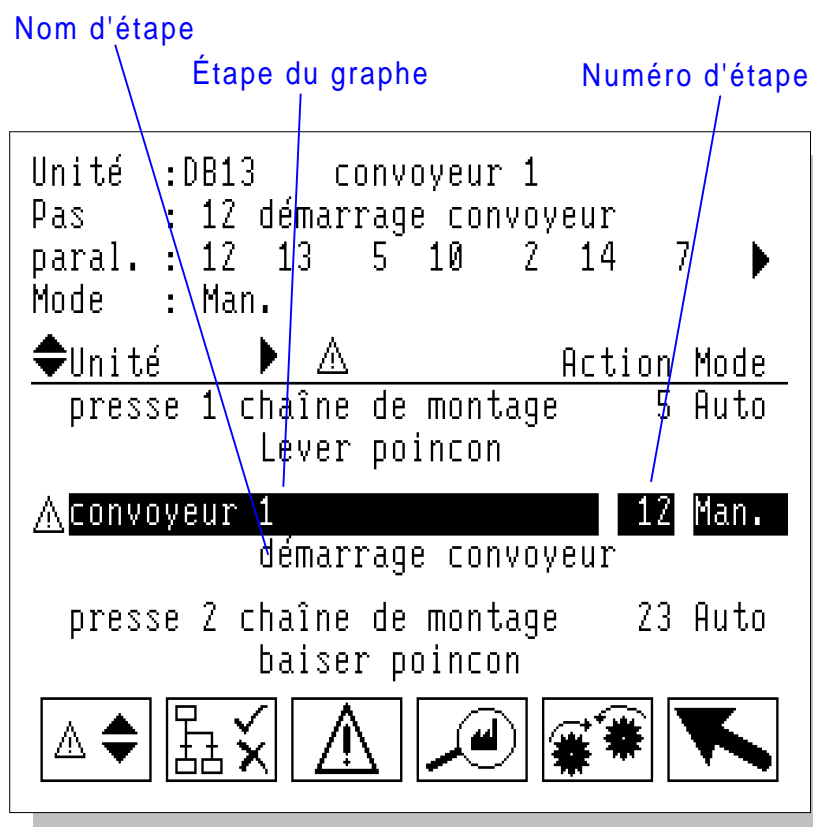 Nom d'étape
Étape du graphe
Numéro d'étape
Unité :DB13 convoyeur 1
Pas : 12 démarrage convoyeur
paral. : 12 13 5 10 2 14 7
Mode : Man.
Unité Action Mode
presse 1 chaîne de montage 5 Auto
Lever poincon
convoyeur 1 12 Man.
démarrage convoyeur
presse 2 chaîne de montage 23 Auto
baiser poincon